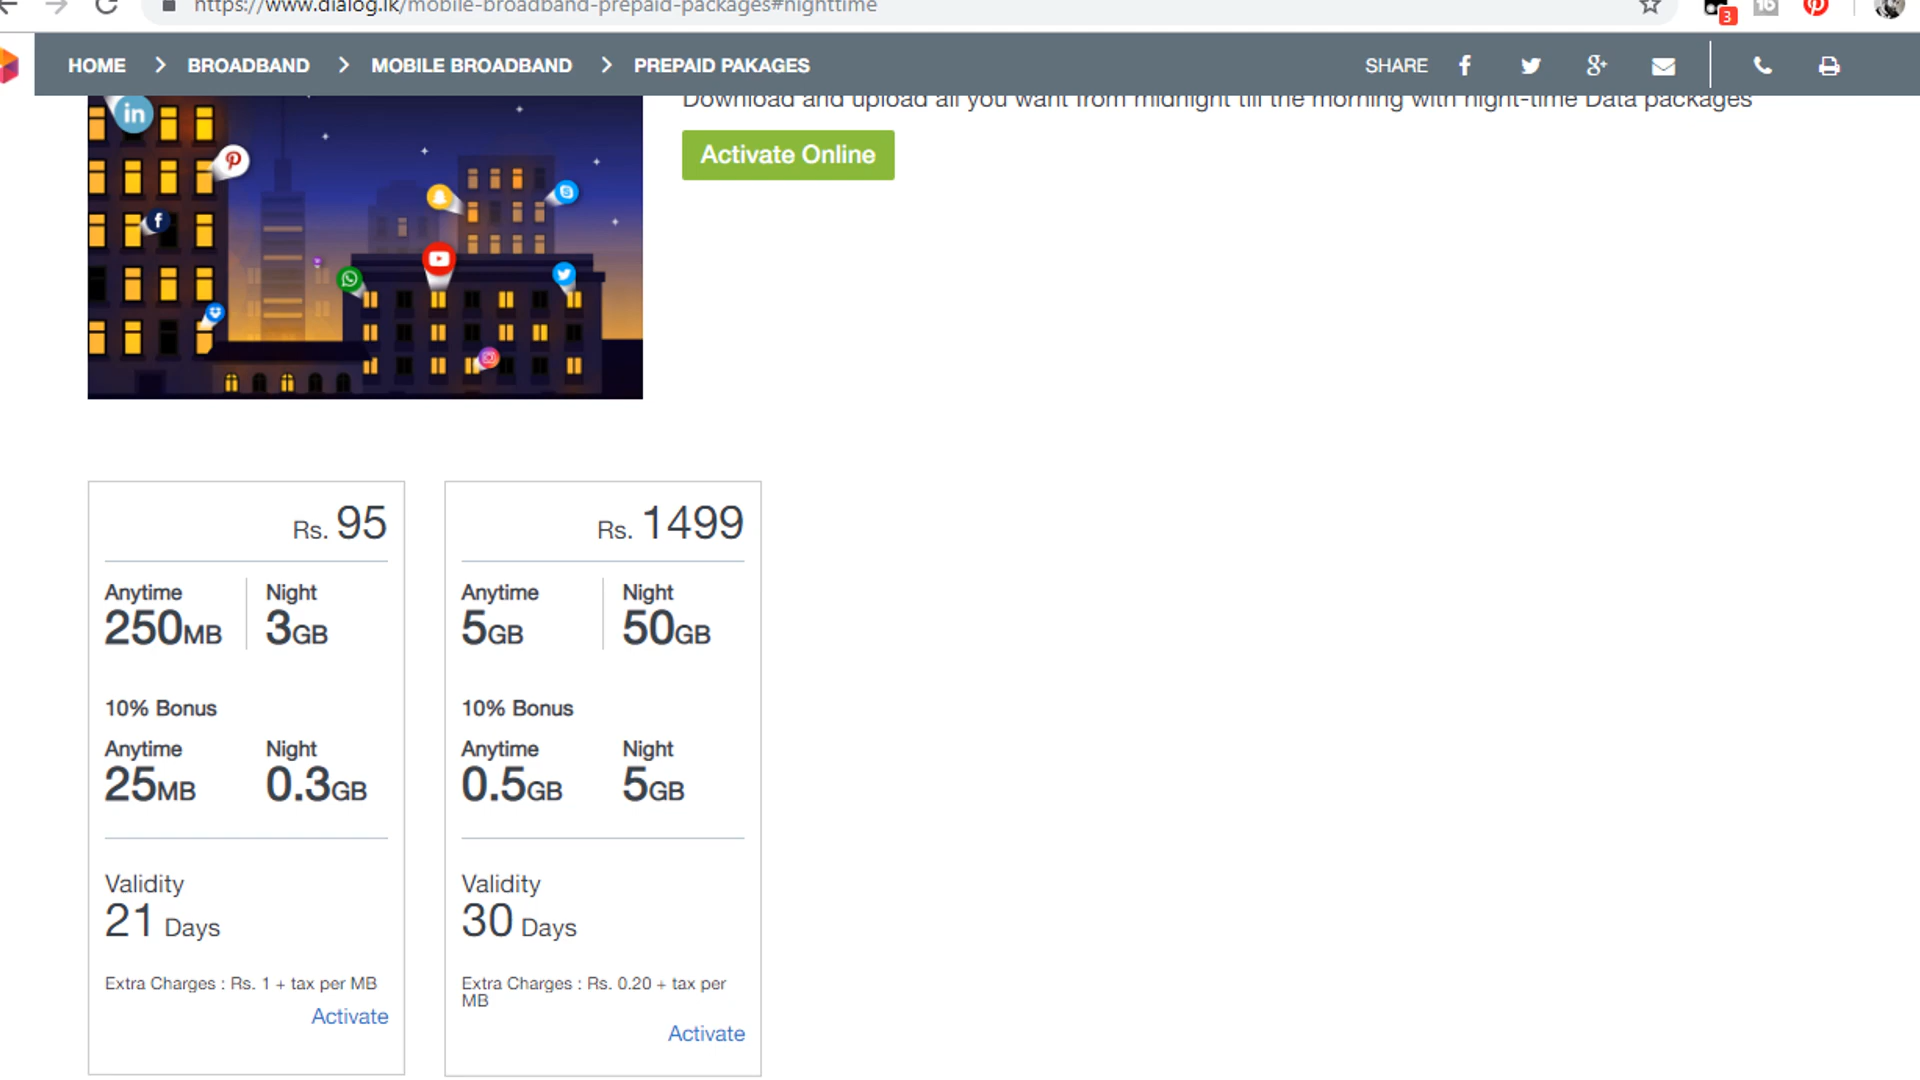 https://www.dialog.lk/mobile-broadband-prepaid-packages#nighttime
3
16
HOME > BROADBAND > MOBILE BROADBAND > PREPAID PAKAGES
SHARE
Download and upload all you want from midnight till the morning with night-time Data packages
Activate Online
in
Rs. 95
Anytime Night
250MB 3GB
10% Bonus
Anytime Night
25MB 0.3GB
Validity
21 Days
Extra Charges : Rs. 1 + tax per MB
Activate
Rs. 1499
Anytime Night
5GB 50GB
10% Bonus
Anytime Night
0.5GB 5GB
Validity
30 Days
Extra Charges : Rs. 0.20 + tax per
MB
Activate